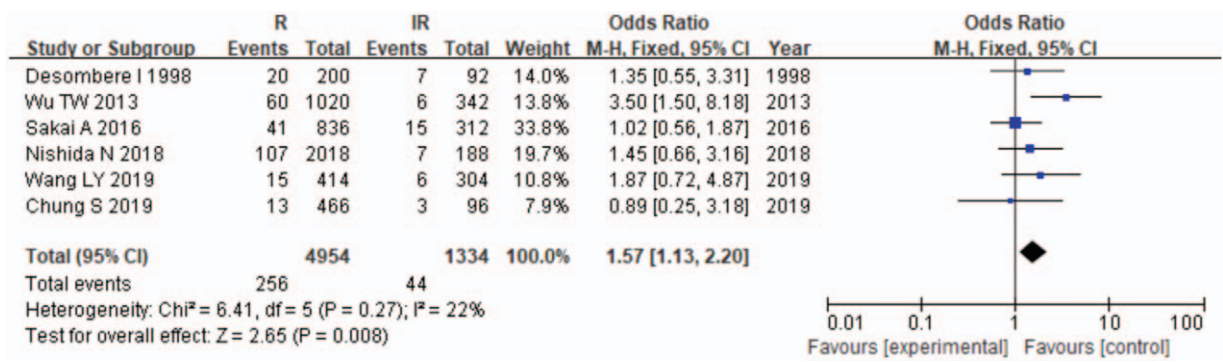 R IR Odds Ratio Odds Ratio
Study or Subgroup Events Total Events Total Weight M-H, Fixed, 95% CI Year M-H, Fixed, 95% CI
Desombere I 1998 20 200 7 92 14.0% 1.35 [0.55, 3.31] 1998
Wu TW 2013 60 1020 6 342 13.8% 3.50 [1.50, 8.18] 2013
Sakai A 2016 41 836 15 312 33.8% 1.02 [0.56, 1.87] 2016
Nishida N 2018 107 2018 7 188 19.7% 1.45 [0.66, 3.16] 2018
Wang LY 2019 15 414 6 304 10.8% 1.87 [0.72, 4.87] 2019
Chung S 2019 13 466 3 96 7.9% 0.89 [0.25, 3.18] 2019
Total (95% CI) 4954 1334 100.0% 1.57 [1.13, 2.20]
Total events 256 44
Heterogeneity: Chi² = 6.41, df = 5 (P = 0.27); I² = 22%
Test for overall effect: Z = 2.65 (P = 0.008)
0.01 0.1 1 10 100
Favours [experimental] Favours [control]